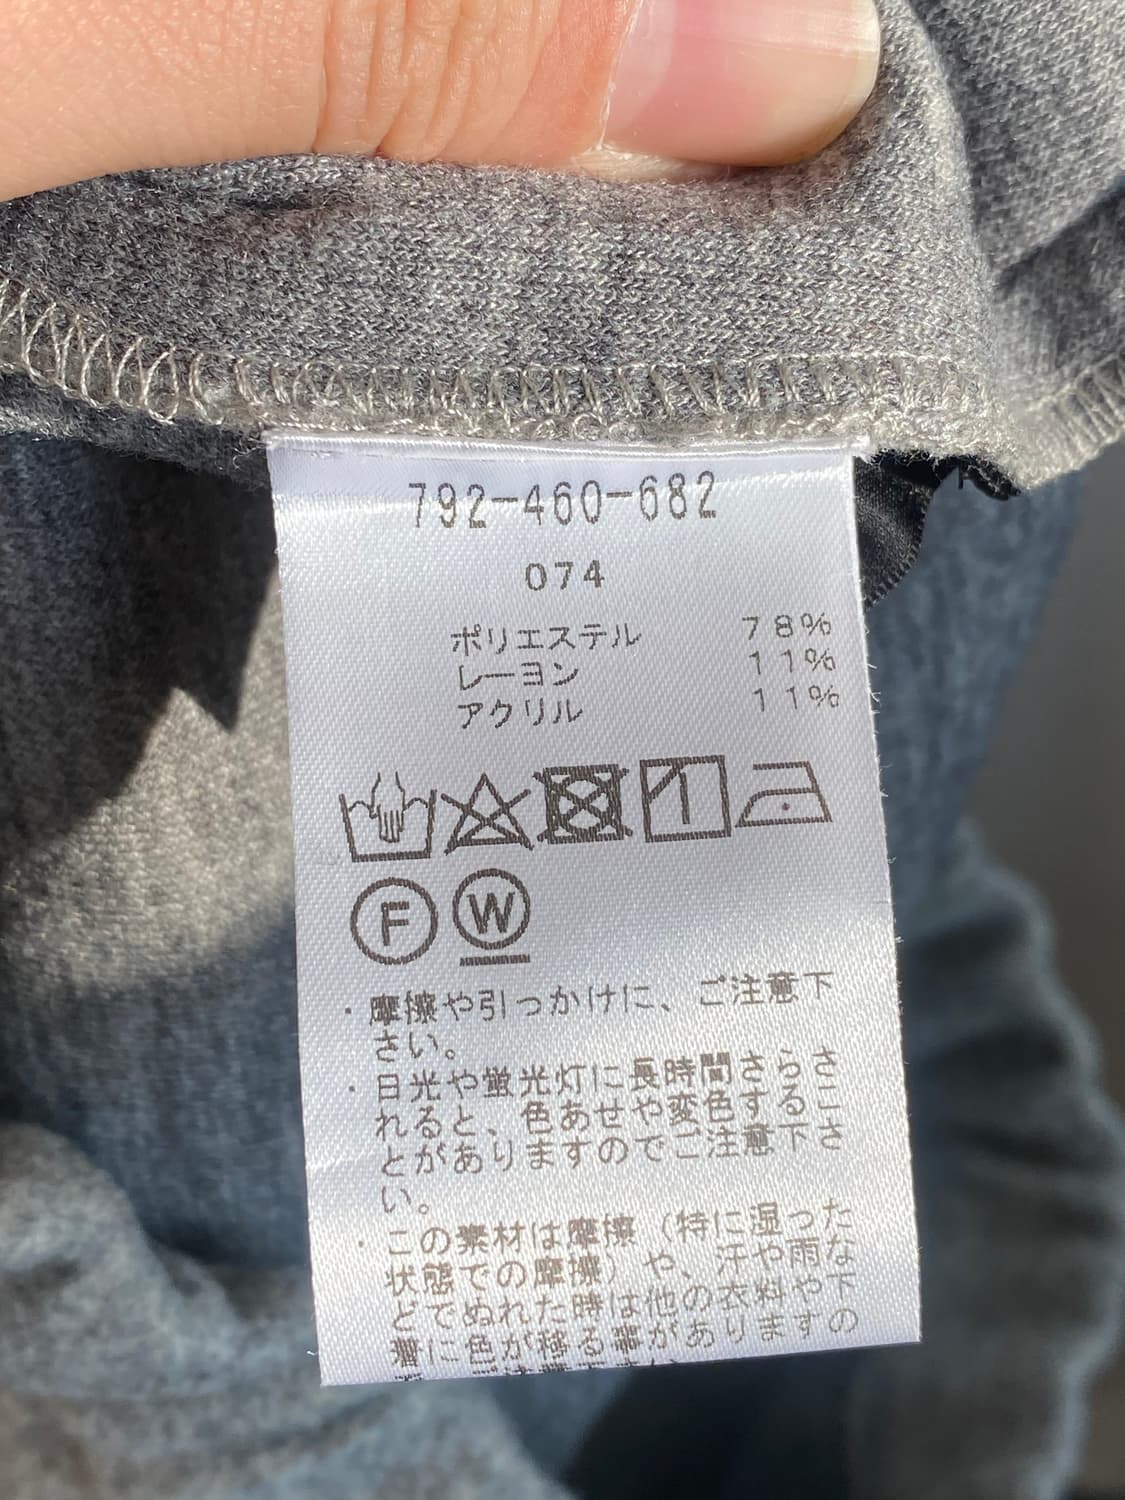 792-460-682
074
ポリエステル 78%
レーヨン 11%
アクリル 11%
F W
・摩擦や引っかけに、ご注意下
さい。
・日光や蛍光灯に長時間さらさ
れると、色あせや変色するこ
とがありますのでご注意下さ
い。
・この素材は摩擦（特に湿った
状態での摩擦）や、汗や雨な
どでぬれた時は他の衣料や下
着に色が移る事がありますの